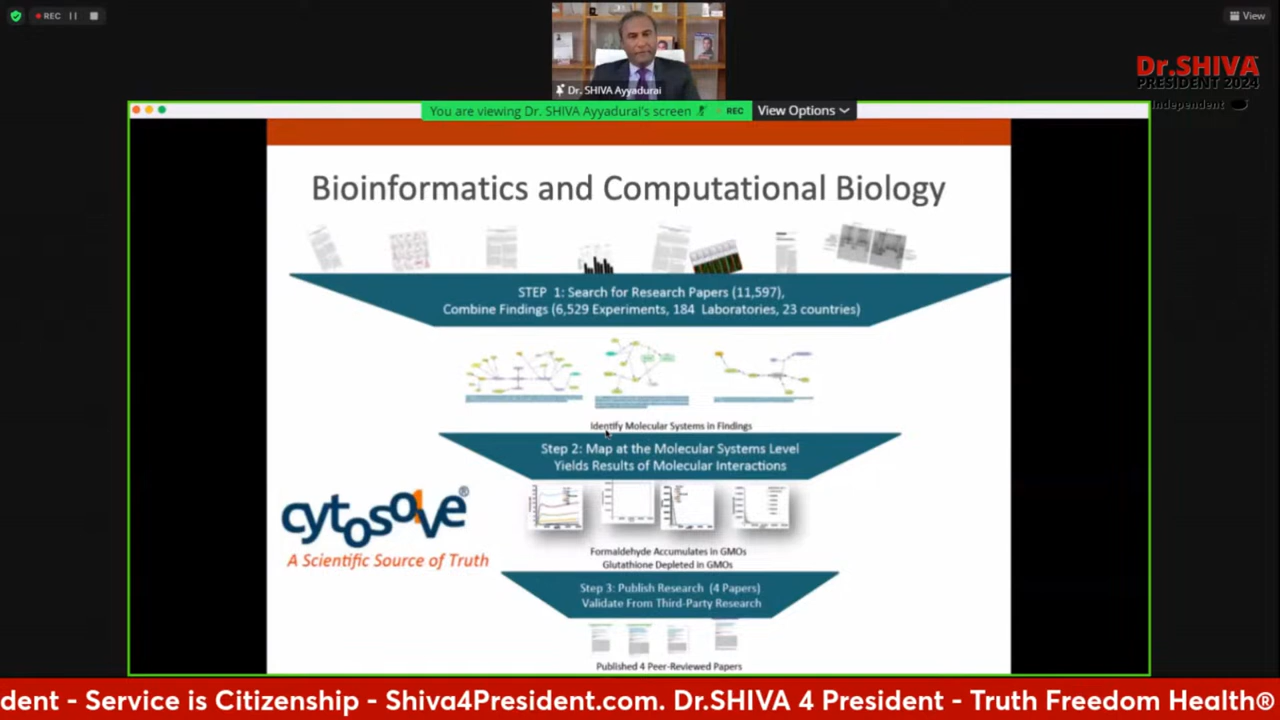 REC
View
Dr. SHIVA Ayyadurai
Dr.SHIVA
PRESIDENT 2024
Independent
You are viewing Dr. SHIVA Ayyadurai's screen
REC
View Options
Bioinformatics and Computational Biology
STEP 1: Search for Research Papers (11,597),
Combine Findings (6,529 Experiments, 184 Laboratories, 23 countries)
Identify Molecular Systems in Findings
Step 2: Map at the Molecular Systems Level
Yields Results of Molecular Interactions
cytosolve®
A Scientific Source of Truth
Formaldehyde Accumulates in GMOs
Glutathione Depleted in GMOs
Step 3: Publish Research (4 Papers)
Validate From Third-Party Research
Published 4 Peer-Reviewed Papers
dent - Service is Citizenship - Shiva4President.com. Dr.SHIVA 4 President - Truth Freedom Health®